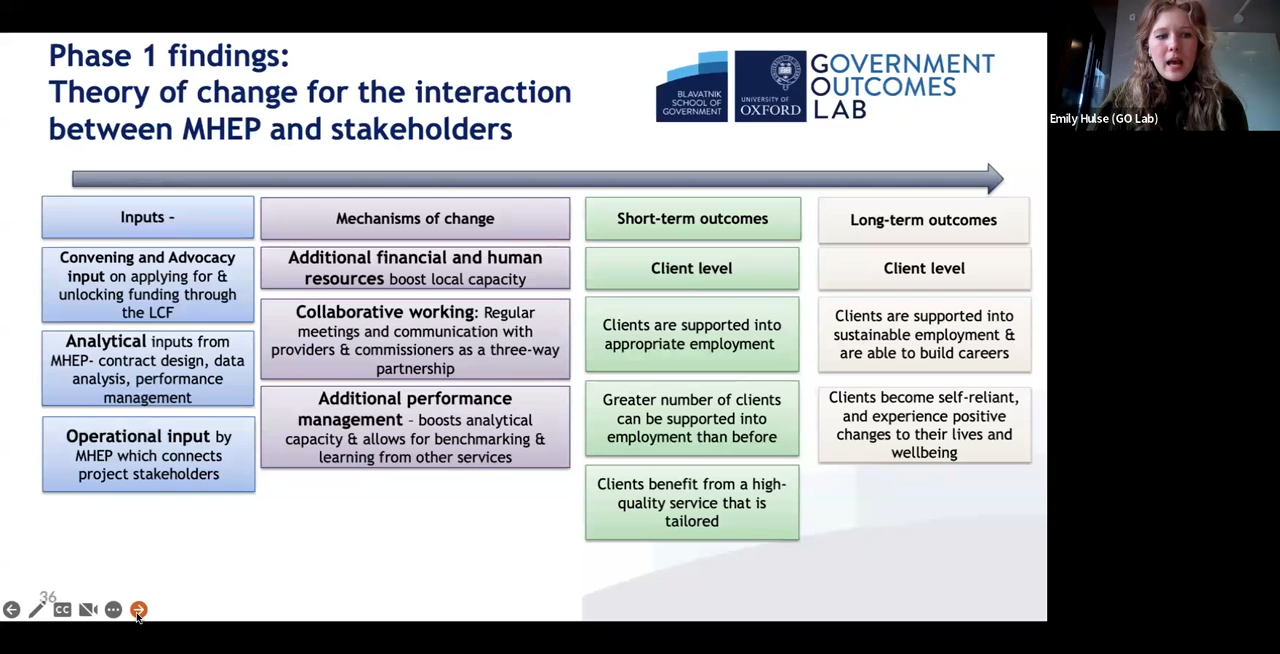 Phase 1 findings:
Theory of change for the interaction
between MHEP and stakeholders
BLAVATNIK
SCHOOL OF
GOVERNMENT
UNIVERSITY OF
OXFORD
GOVERNMENT
OUTCOMES
LAB
Emily Hulse (GO Lab)
Inputs -
Convening and Advocacy
input on applying for &
unlocking funding through
the LCF
Analytical inputs from
MHEP- contract design, data
analysis, performance
management
Operational input by
MHEP which connects
project stakeholders
Mechanisms of change
Additional financial and human
resources boost local capacity
Collaborative working: Regular
meetings and communication with
providers & commissioners as a three-way
partnership
Additional performance
management - boosts analytical
capacity & allows for benchmarking &
learning from other services
Short-term outcomes
Client level
Clients are supported into
appropriate employment
Greater number of clients
can be supported into
employment than before
Clients benefit from a high-
quality service that is
tailored
Long-term outcomes
Client level
Clients are supported into
sustainable employment &
are able to build careers
Clients become self-reliant,
and experience positive
changes to their lives and
wellbeing
36
CC